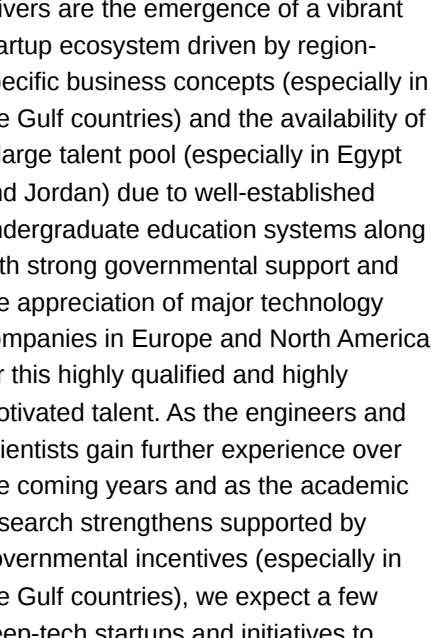 ivers are the emergence of a vibrant
artup ecosystem driven by region-
pecific business concepts (especially in
e Gulf countries) and the availability of
large talent pool (especially in Egypt
nd Jordan) due to well-established
ndergraduate education systems along
th strong governmental support and
e appreciation of major technology
ompanies in Europe and North America
r this highly qualified and highly
otivated talent. As the engineers and
ientists gain further experience over
e coming years and as the academic
search strengthens supported by
overnmental incentives (especially in
e Gulf countries), we expect a few
eep-tech startups and initiatives to